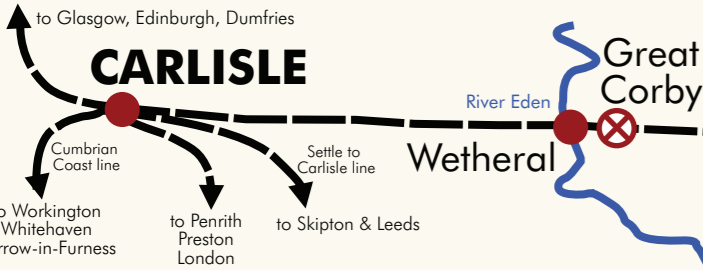 to Glasgow, Edinburgh, Dumfries
CARLISLE
Great
Corby
River Eden
Wetheral
Cumbrian
Coast line
Settle to
Carlisle line
Workington
Whitehaven
to Penrith
Preston
London
to Skipton & Leeds